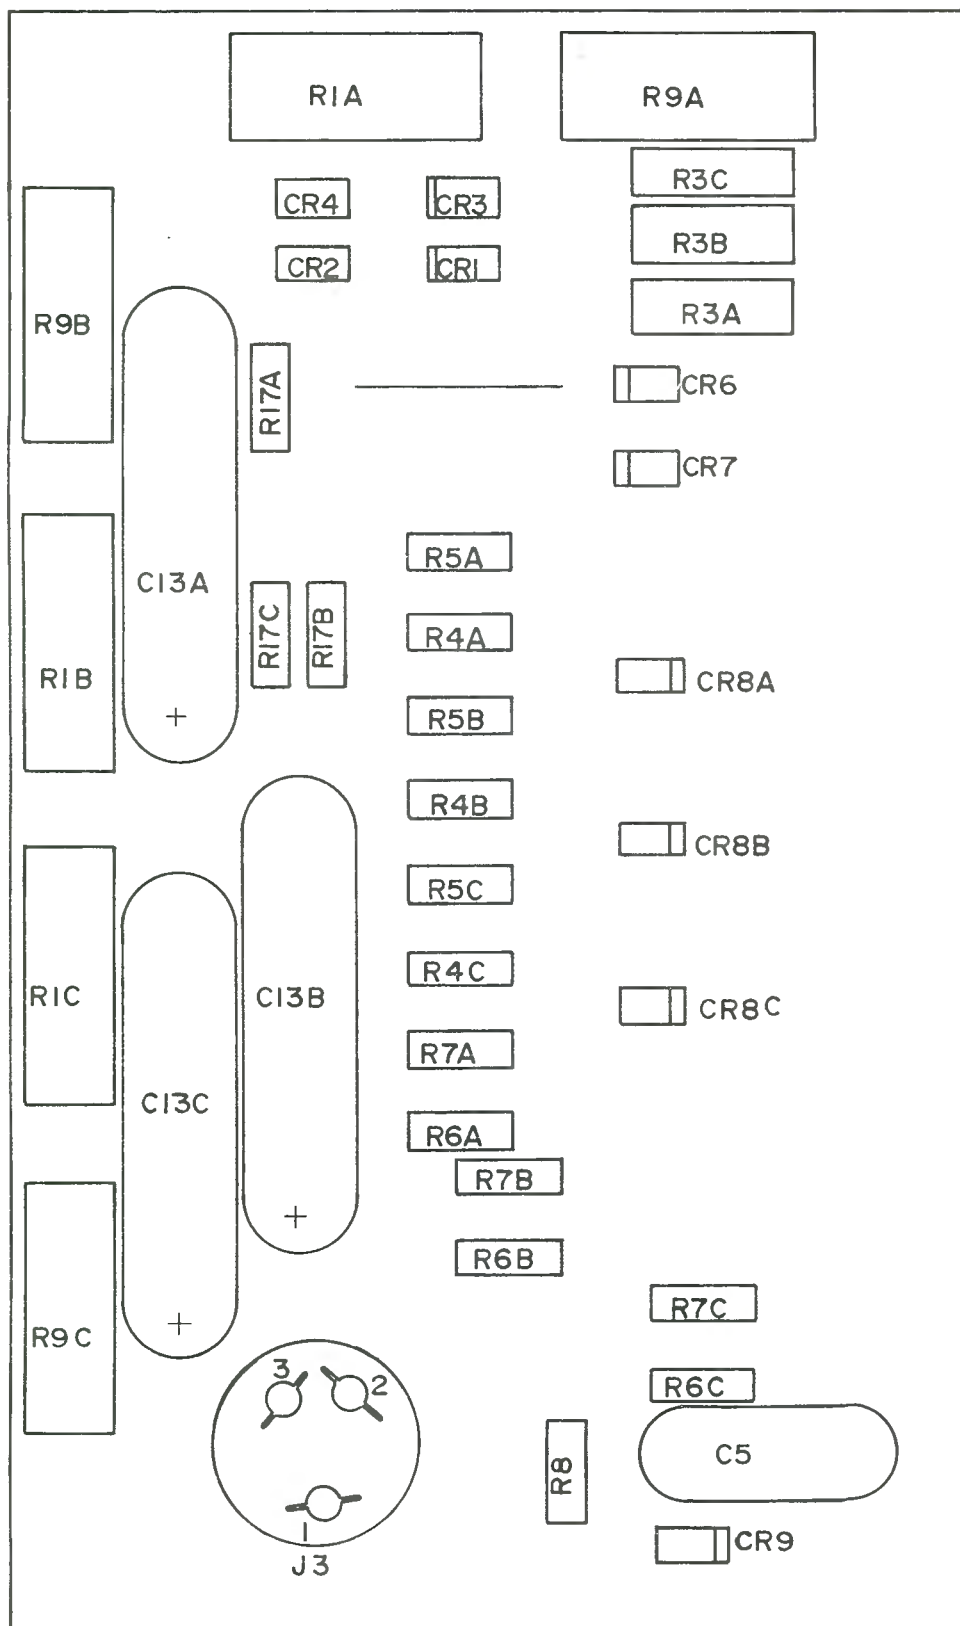 R1A
R9A
R3C
CR4
CR3
R3B
CR2
CR1
R3A
R9B
R17A
CR6
CR7
R5A
C13A
R17C
R17B
R4A
R1B
CR8A
R5B
R4B
CR8B
R5C
R4C
R1C
C13B
CR8C
R7A
C13C
R6A
R7B
R6B
R7C
R9C
3
2
R6C
C5
R8
1
CR9
J3